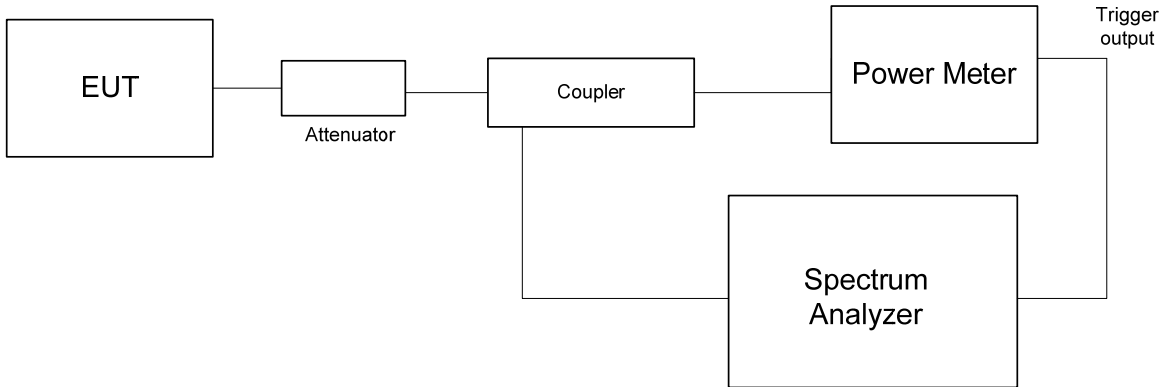 EUT
Attenuator
Coupler
Power Meter
Trigger
output
Spectrum
Analyzer